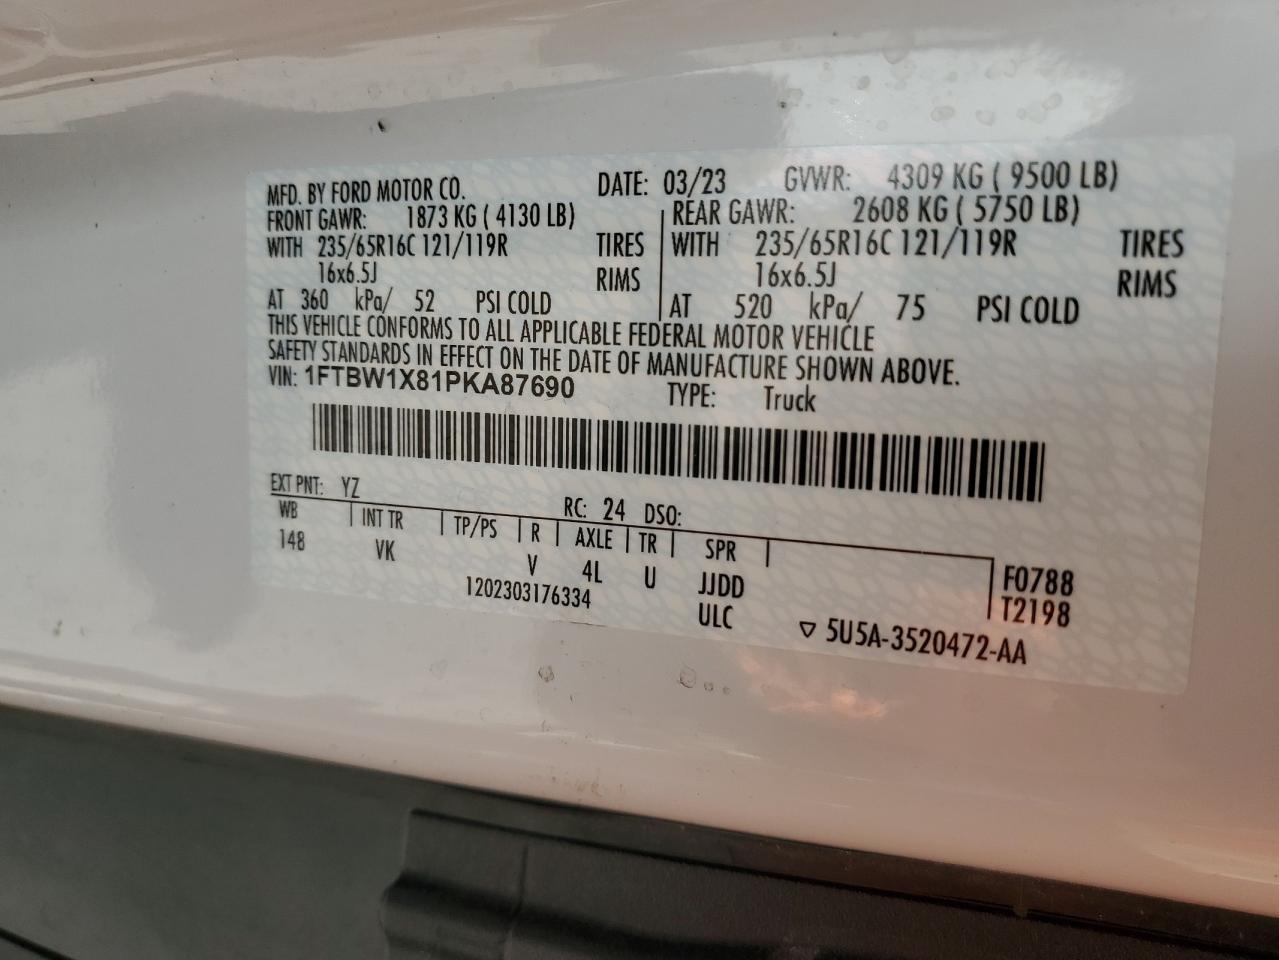 MFD. BY FORD MOTOR CO. DATE: 03/23 GVWR: 4309 KG ( 9500 LB)
FRONT GAWR: 1873 KG ( 4130 LB) REAR GAWR: 2608 KG ( 5750 LB)
WITH 235/65R16C 121/119R TIRES WITH 235/65R16C 121/119R TIRES
16x6.5J RIMS 16x6.5J RIMS
AT 360 kPa/ 52 PSI COLD AT 520 kPa/ 75 PSI COLD
THIS VEHICLE CONFORMS TO ALL APPLICABLE FEDERAL MOTOR VEHICLE
SAFETY STANDARDS IN EFFECT ON THE DATE OF MANUFACTURE SHOWN ABOVE.
VIN: 1FTBW1X81PKA87690 TYPE: Truck
EXT PNT: YZ RC: 24 DSO:
WB INT TR TP/PS R AXLE TR SPR
148 VK V 4L U JJDD F0788
1202303176334 ULC T2198
▽ 5U5A-3520472-AA